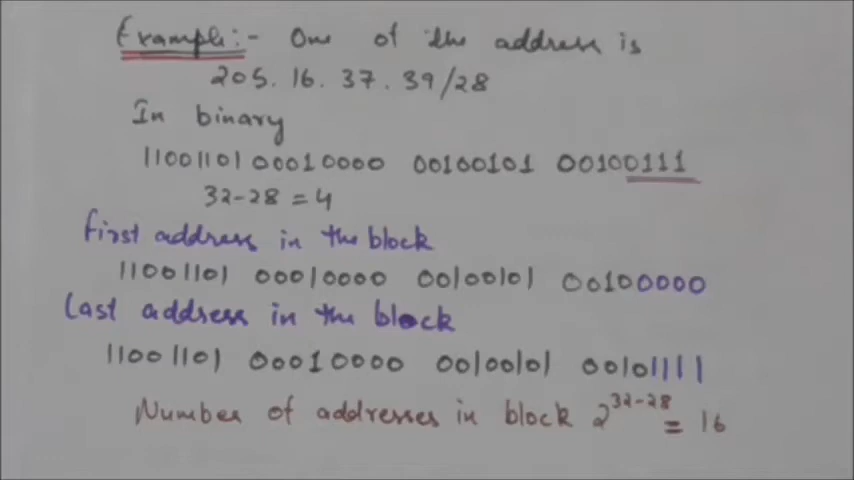 Example:- One of the address is
205. 16. 37. 39/28
In binary
11001101 00010000 00100101 00100111
32-28 = 4
first address in the block
11001101 00010000 00100101 00100000
Last address in the block
11001101 00010000 00100101 00101111
Number of addresses in block 2^32-28 = 16